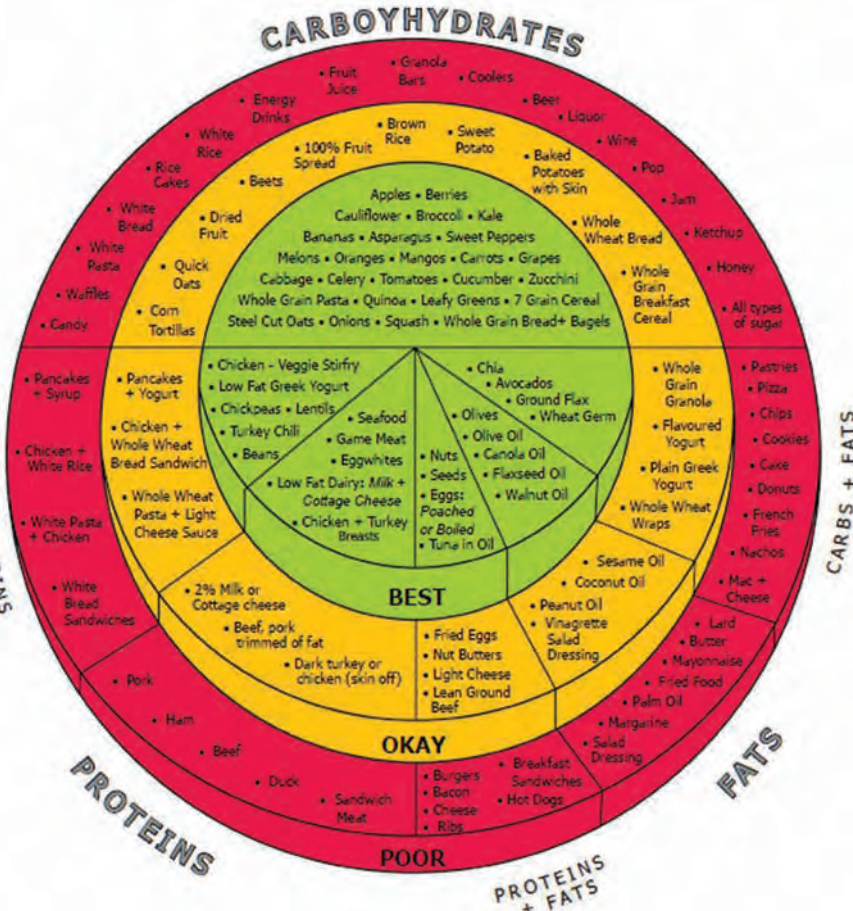 CARBOYHYDRATES
• Granola
Bars
• Fruit
Juice
• Coolers
• Energy
Drinks
• Beer
• Liquor
• White
Rice
• Wine
• Rice
Cakes
• Pop
• White
Bread
• Jam
• White
Pasta
• Ketchup
• Waffles
• Honey
• Candy
• All types
of sugar
• Brown
Rice
• Sweet
Potato
• 100% Fruit
Spread
• Baked
Potatoes
with Skin
• Beets
• Dried
Fruit
• Whole
Wheat Bread
• Quick
Oats
• Whole
Grain
Breakfast
Cereal
• Corn
Tortillas
Apples • Berries
Cauliflower • Broccoli • Kale
Bananas • Asparagus • Sweet Peppers
Melons • Oranges • Mangos • Carrots • Grapes
Cabbage • Celery • Tomatoes • Cucumber • Zucchini
Whole Grain Pasta • Quinoa • Leafy Greens • 7 Grain Cereal
Steel Cut Oats • Onions • Squash • Whole Grain Bread+ Bagels
• Pancakes
+ Syrup
• Chicken +
White Rice
• White Pasta
+ Chicken
• White
Bread
Sandwiches
• Pancakes
+ Yogurt
• Chicken +
Whole Wheat
Bread Sandwich
• Whole Wheat
Pasta + Light
Cheese Sauce
• Chicken - Veggie Stirfry
• Low Fat Greek Yogurt
• Chickpeas • Lentils
• Turkey Chili
• Beans
• Seafood
• Game Meat
• Eggwhites
• Low Fat Dairy: Milk +
Cottage Cheese
• Chicken + Turkey
Breasts
• Nuts
• Seeds
• Eggs:
Poached
or Boiled
• Tuna in Oil
• Olives
• Olive Oil
• Canola Oil
• Flaxseed Oil
• Walnut Oil
• Chia
• Avocados
• Ground Flax
• Wheat Germ
• Whole
Grain
Granola
• Flavoured
Yogurt
• Plain Greek
Yogurt
• Whole Wheat
Wraps
• Pastries
• Pizza
• Chips
• Cookies
• Cake
• Donuts
• French
Fries
• Nachos
• Mac +
Cheese
CARBS + FATS
BEST
• 2% Milk or
Cottage cheese
• Beef, pork
trimmed of fat
• Dark turkey or
chicken (skin off)
• Fried Eggs
• Nut Butters
• Light Cheese
• Lean Ground
Beef
• Sesame Oil
• Coconut Oil
• Peanut Oil
• Vinagrette
Salad
Dressing
OKAY
• Pork
• Ham
• Beef
• Duck
• Sandwich
Meat
• Burgers
• Bacon
• Cheese
• Ribs
• Breakfast
Sandwiches
• Hot Dogs
• Lard
• Butter
• Mayonnaise
• Fried Food
• Palm Oil
• Margarine
• Salad
Dressing
POOR
PROTEINS
PROTEINS
+ FATS
FATS